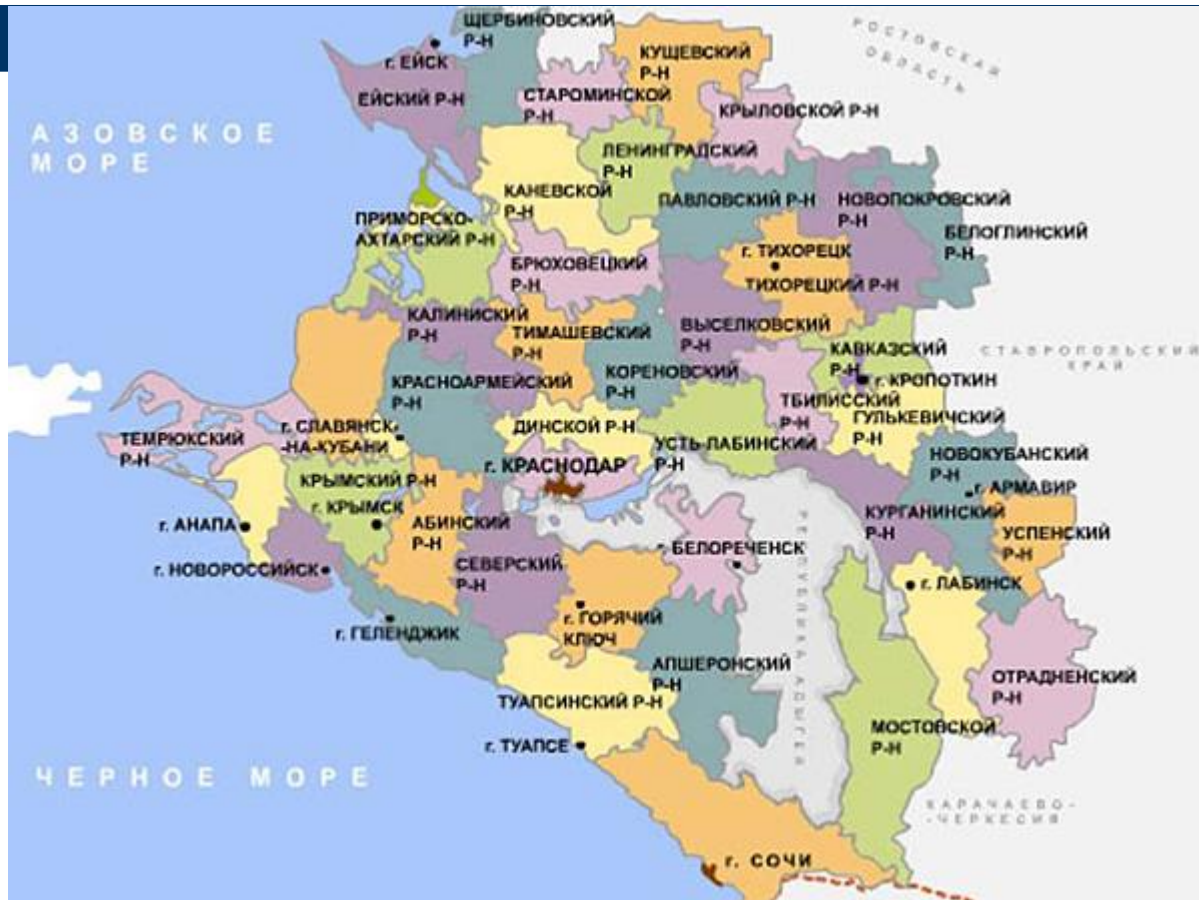 ЩЕРБИНОВСКИЙ
Р-Н
г. ЕЙСК
ЕЙСКИЙ Р-Н
КУЩЕВСКИЙ
Р-Н
РОСТОВСКАЯ
ОБЛАСТЬ
СТАРОМИНСКОЙ
Р-Н
КРЫЛОВСКОЙ Р-Н
АЗОВСКОЕ
МОРЕ
ЛЕНИНГРАДСКИЙ
Р-Н
КАНЕВСКОЙ
Р-Н
ПАВЛОВСКИЙ Р-Н
НОВОПОКРОВСКИЙ
Р-Н
БЕЛОГЛИНСКИЙ
Р-Н
ПРИМОРСКО-
АХТАРСКИЙ Р-Н
БРЮХОВЕЦКИЙ
Р-Н
г. ТИХОРЕЦК
ТИХОРЕЦКИЙ Р-Н
КАЛИНИСКИЙ
Р-Н
ТИМАШЕВСКИЙ
Р-Н
ВЫСЕЛКОВСКИЙ
Р-Н
КАВКАЗСКИЙ
Р-Н
г. КРОПОТКИН
СТАВРОПОЛЬСКИЙ
КРАЙ
КРАСНОАРМЕЙСКИЙ
Р-Н
КОРЕНОВСКИЙ
Р-Н
ТБИЛИССКИЙ
Р-Н
ГУЛЬКЕВИЧСКИЙ
Р-Н
ТЕМРЮКСКИЙ
Р-Н
г. СЛАВЯНСК-
-НА-КУБАНИ
ДИНСКОЙ Р-Н
УСТЬ-ЛАБИНСКИЙ
Р-Н
НОВОКУБАНСКИЙ
Р-Н
г. АРМАВИР
г. КРАСНОДАР
КРЫМСКИЙ Р-Н
г. КРЫМСК
г. АНАПА
АБИНСКИЙ
Р-Н
КУРГАНИНСКИЙ
Р-Н
УСПЕНСКИЙ
Р-Н
г. НОВОРОССИЙСК
СЕВЕРСКИЙ
Р-Н
г. БЕЛОРЕЧЕНСК
РЕСПУБЛИКА АДЫГЕЯ
г. ЛАБИНСК
г. ГЕЛЕНДЖИК
г. ГОРЯЧИЙ
КЛЮЧ
АПШЕРОНСКИЙ
Р-Н
ОТРАДНЕНСКИЙ
Р-Н
ТУАПСИНСКИЙ Р-Н
МОСТОВСКОЙ
Р-Н
г. ТУАПСЕ
ЧЕРНОЕ МОРЕ
КАРАЧАЕВО-
-ЧЕРКЕСИЯ
г. СОЧИ